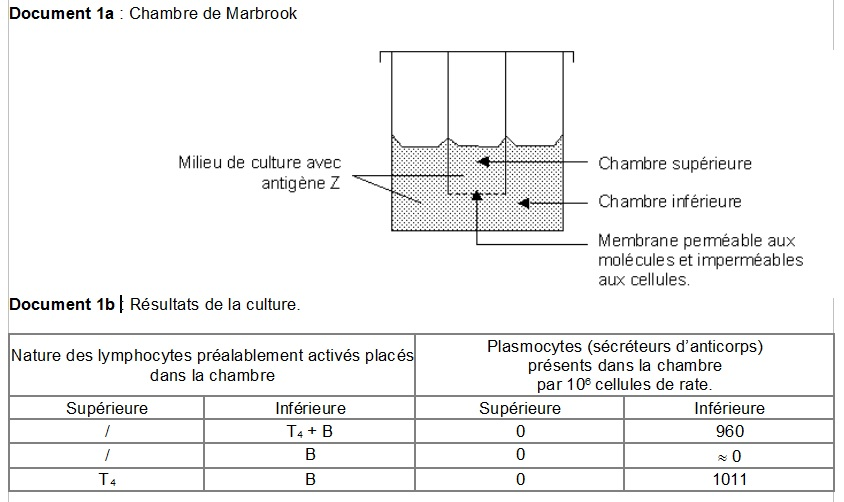 Document 1a : Chambre de Marbrook
Milieu de culture avec
antigène Z
Chambre supérieure
Chambre inférieure
Membrane perméable aux
molécules et imperméables
aux cellules.
Document 1b : Résultats de la culture.
Nature des lymphocytes préalablement activés placés
dans la chambre
Plasmocytes (sécréteurs d'anticorps)
présents dans la chambre
par 10⁶ cellules de rate.
Supérieure Inférieure Supérieure Inférieure
/ T₄ + B 0 960
/ B 0 ≈ 0
T₄ B 0 1011